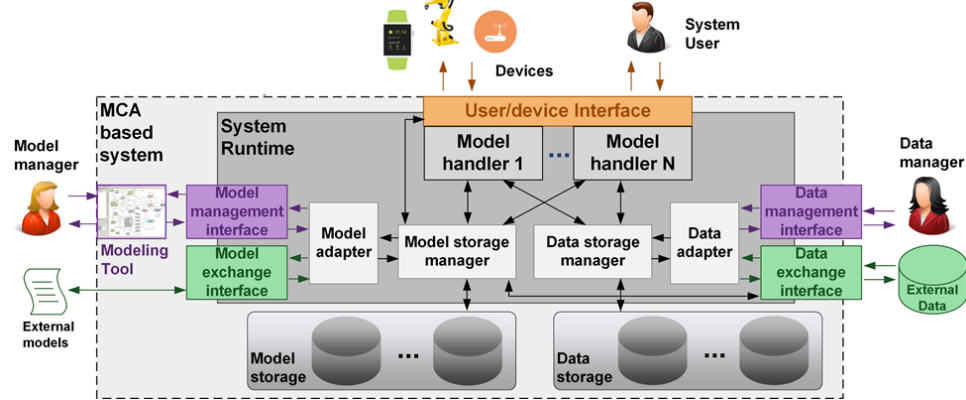 Devices
System
User
MCA
based
system
User/device Interface
System
Runtime
Model
handler 1
...
Model
handler N
Model
manager
Data
manager
Modeling
Tool
Model
management
interface
Model
exchange
interface
Model
adapter
Model storage
manager
Data storage
manager
Data
adapter
Data
management
interface
Data
exchange
interface
External
models
External
Data
Model
storage
...
Data
storage
...